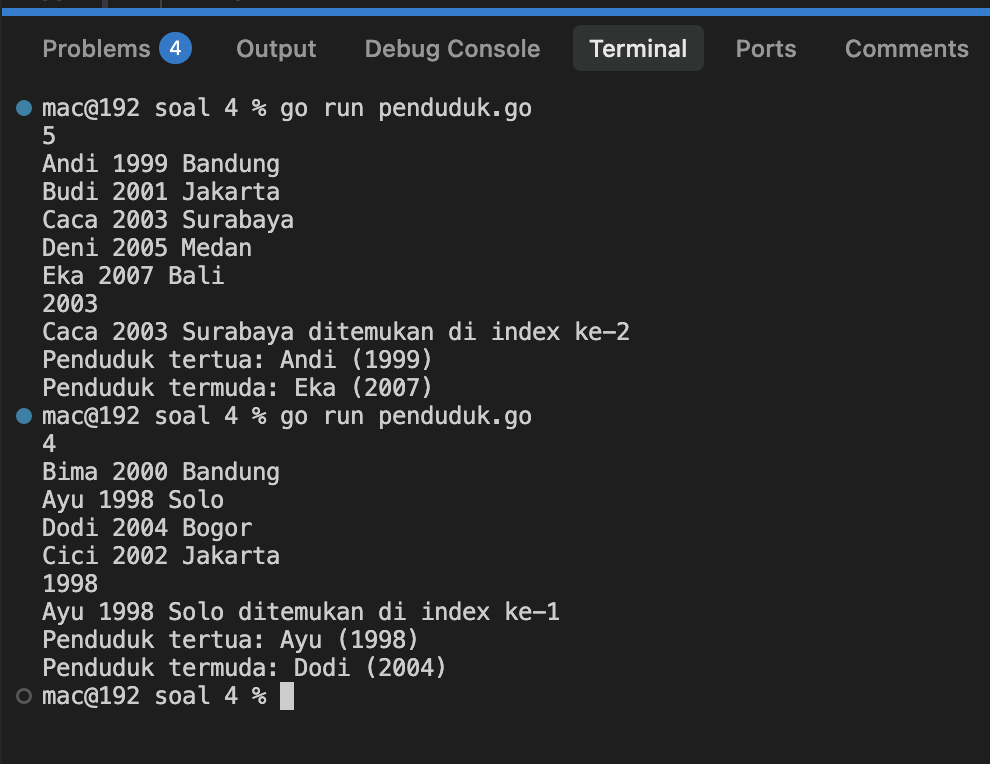 Problems 4 Output Debug Console Terminal Ports Comments
mac@192 soal 4 % go run penduduk.go
5
Andi 1999 Bandung
Budi 2001 Jakarta
Caca 2003 Surabaya
Deni 2005 Medan
Eka 2007 Bali
2003
Caca 2003 Surabaya ditemukan di index ke-2
Penduduk tertua: Andi (1999)
Penduduk termuda: Eka (2007)
mac@192 soal 4 % go run penduduk.go
4
Bima 2000 Bandung
Ayu 1998 Solo
Dodi 2004 Bogor
Cici 2002 Jakarta
1998
Ayu 1998 Solo ditemukan di index ke-1
Penduduk tertua: Ayu (1998)
Penduduk termuda: Dodi (2004)
mac@192 soal 4 %